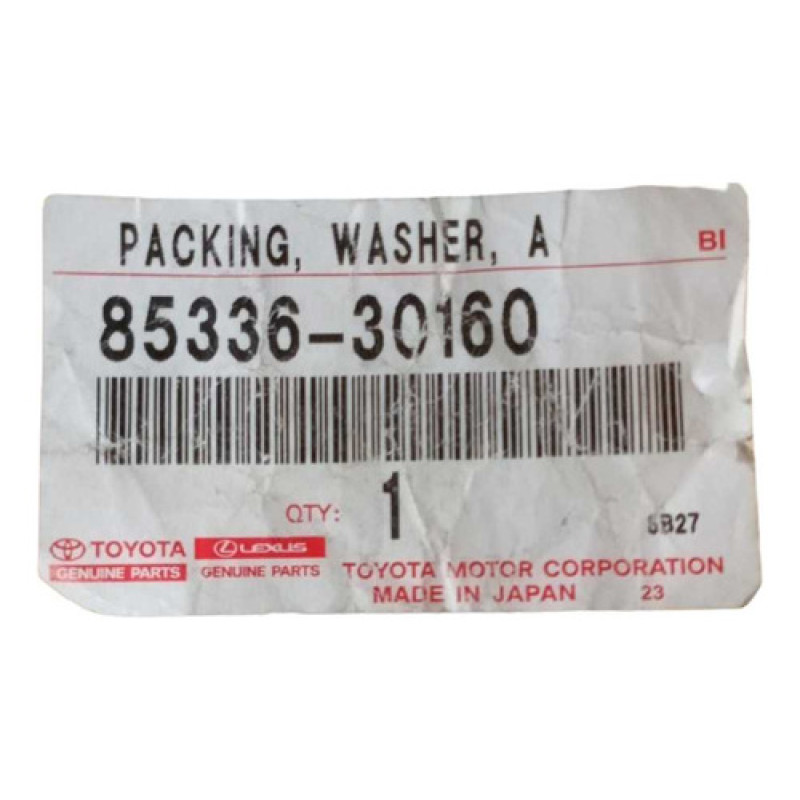 PACKING, WASHER, A BI
85336-30160
QTY: 1
8B27
TOYOTA LEXUS
GENUINE PARTS GENUINE PARTS TOYOTA MOTOR CORPORATION
MADE IN JAPAN 23